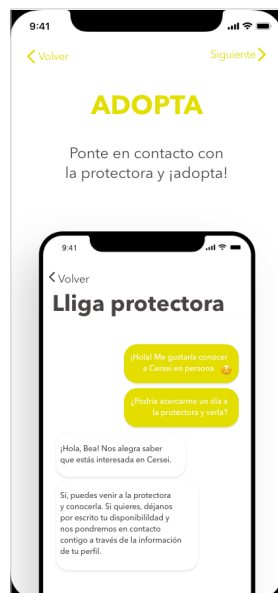 9:41
Volver
Siguiente
ADOPTA
Ponte en contacto con
la protectora y ¡adopta!
9:41
Volver
Lliga protectora
¡Hola! Me gustaría conocer
a Cersei en persona
¿Podría acercarme un día a
la protectora y verla?
¡Hola, Bea! Nos alegra saber
que estás interesada en Cersei.
Sí, puedes venir a la protectora
y conocerla. Si quieres, déjanos
por escrito tu disponibilildad y
nos pondremos en contacto
contigo a través de la información
de tu perfil.